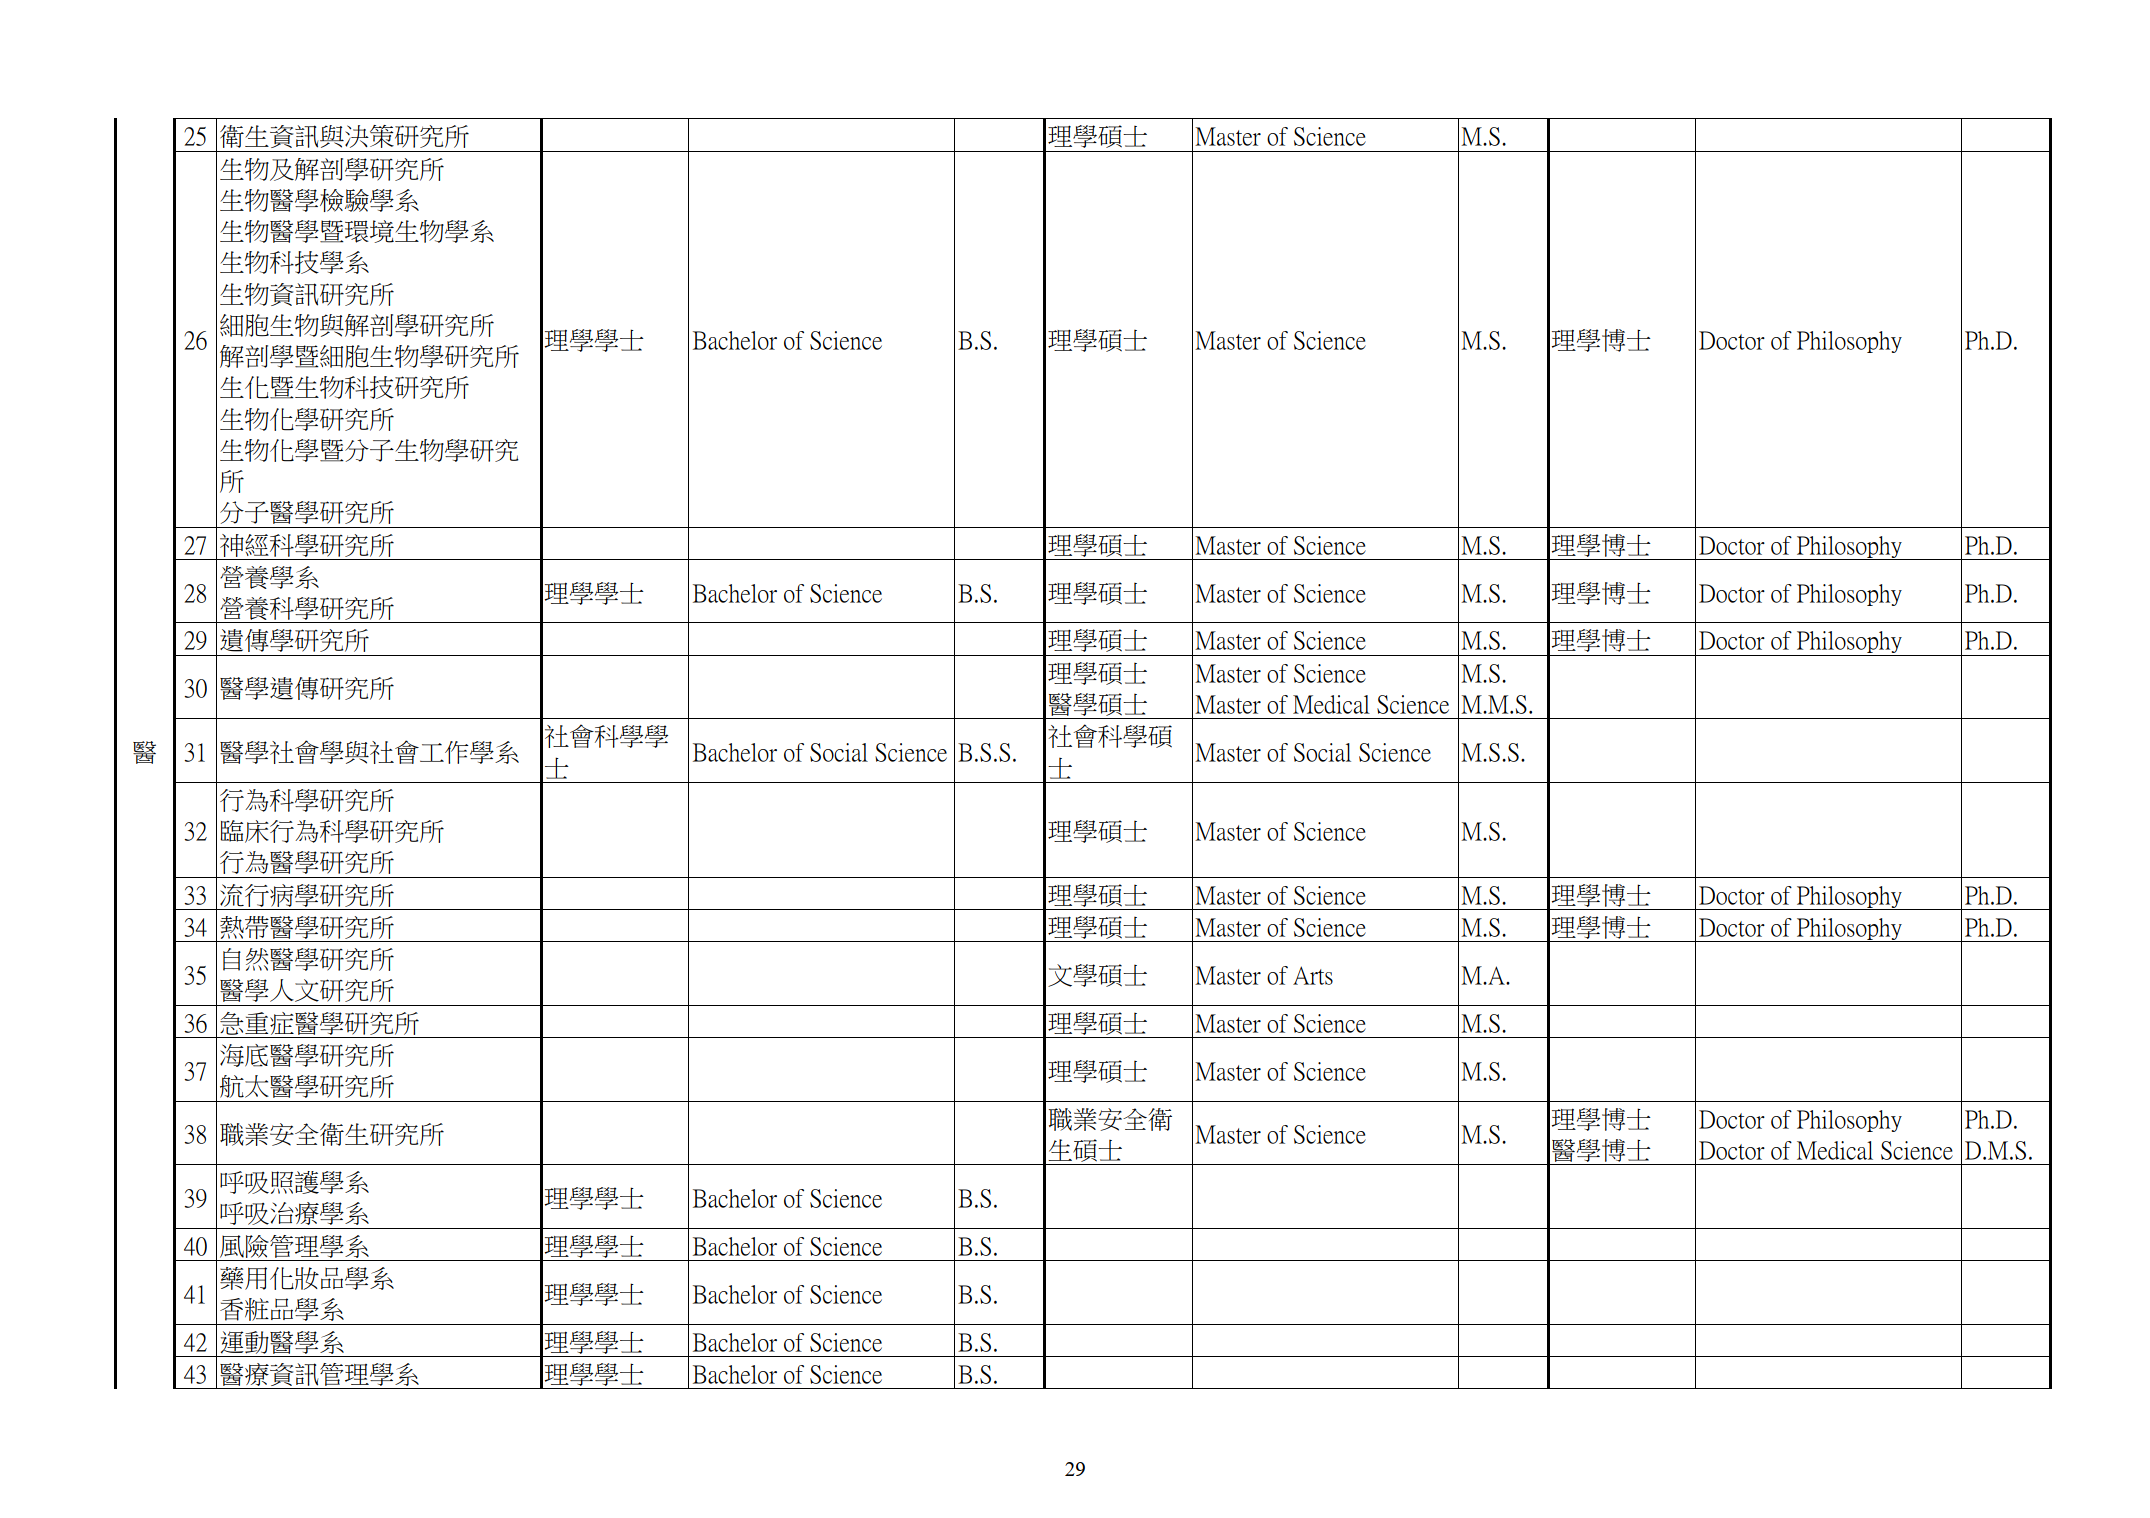 25 衛生資訊與決策研究所 理學碩士 Master of Science M.S.
生物及解剖學研究所
生物醫學檢驗學系
生物醫學暨環境生物學系
生物科技學系
生物資訊研究所
細胞生物與解剖學研究所
26 理學學士 Bachelor of Science B.S. 理學碩士 Master of Science M.S. 理學博士 Doctor of Philosophy Ph.D.
解剖學暨細胞生物學研究所
生化暨生物科技研究所
生物化學研究所
生物化學暨分子生物學研究
所
分子醫學研究所
27 神經科學研究所 理學碩士 Master of Science M.S. 理學博士 Doctor of Philosophy Ph.D.
營養學系
28 理學學士 Bachelor of Science B.S. 理學碩士 Master of Science M.S. 理學博士 Doctor of Philosophy Ph.D.
營養科學研究所
29 遺傳學研究所 理學碩士 Master of Science M.S. 理學博士 Doctor of Philosophy Ph.D.
理學碩士 Master of Science M.S.
30 醫學遺傳研究所
醫學碩士 Master of Medical Science M.M.S.
社會科學學 社會科學碩
醫 31 醫學社會學與社會工作學系 Bachelor of Social Science B.S.S. Master of Social Science M.S.S.
士 士
行為科學研究所
32 臨床行為科學研究所 理學碩士 Master of Science M.S.
行為醫學研究所
33 流行病學研究所 理學碩士 Master of Science M.S. 理學博士 Doctor of Philosophy Ph.D.
34 熱帶醫學研究所 理學碩士 Master of Science M.S. 理學博士 Doctor of Philosophy Ph.D.
自然醫學研究所
35 文學碩士 Master of Arts M.A.
醫學人文研究所
36 急重症醫學研究所 理學碩士 Master of Science M.S.
海底醫學研究所
37 理學碩士 Master of Science M.S.
航太醫學研究所
職業安全衛 理學博士 Doctor of Philosophy Ph.D.
38 職業安全衛生研究所 Master of Science M.S.
生碩士 醫學博士 Doctor of Medical Science D.M.S.
呼吸照護學系
39 理學學士 Bachelor of Science B.S.
呼吸治療學系
40 風險管理學系 理學學士 Bachelor of Science B.S.
藥用化妝品學系
41 理學學士 Bachelor of Science B.S.
香粧品學系
42 運動醫學系 理學學士 Bachelor of Science B.S.
43 醫療資訊管理學系 理學學士 Bachelor of Science B.S.
29